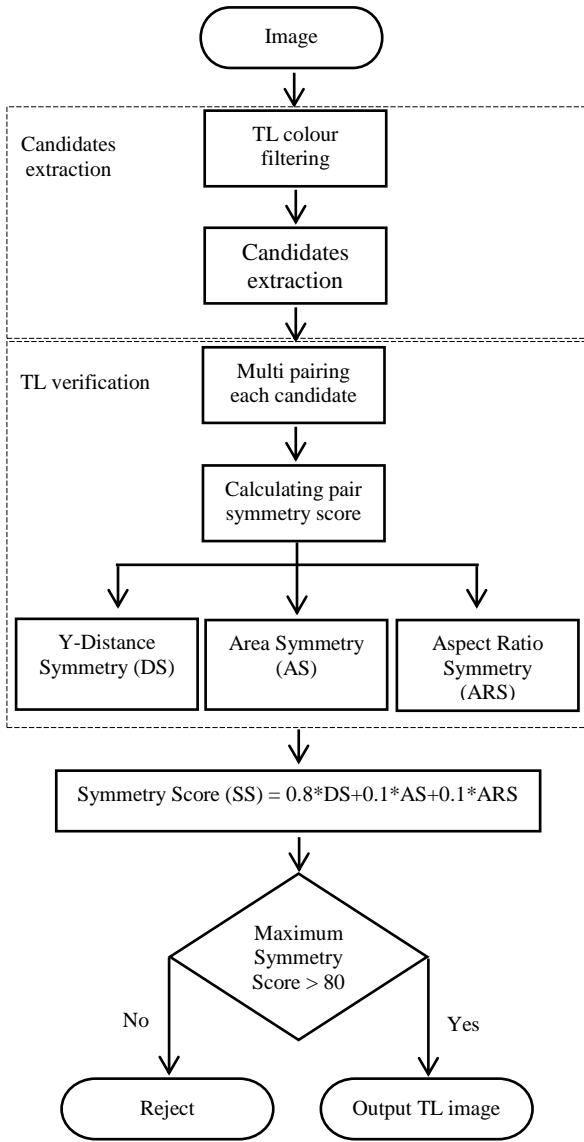 Image
Candidates
extraction
TL colour
filtering
Candidates
extraction
TL verification
Multi pairing
each candidate
Calculating pair
symmetry score
Y-Distance
Symmetry (DS)
Area Symmetry
(AS)
Aspect Ratio
Symmetry
(ARS)
Symmetry Score (SS) = 0.8*DS+0.1*AS+0.1*ARS
Maximum
Symmetry
Score > 80
No
Yes
Reject
Output TL image